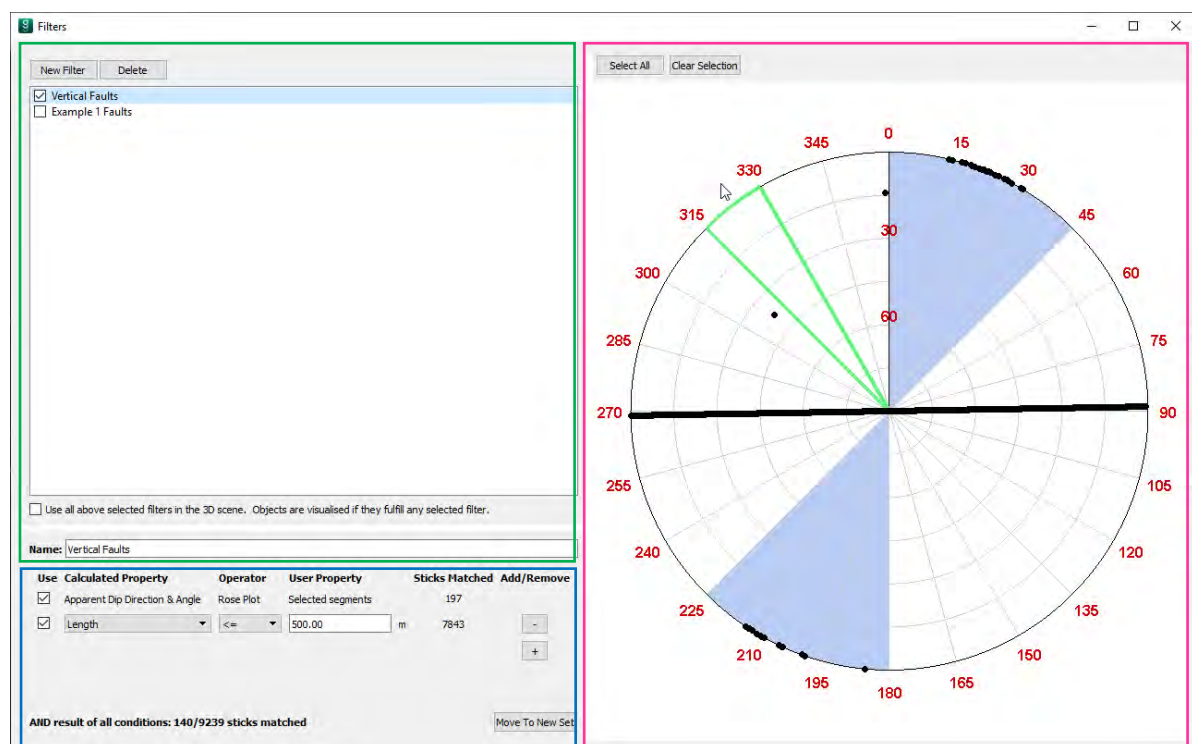 Filters
New Filter Delete
Vertical Faults
Example 1 Faults
Use all above selected filters in the 3D scene. Objects are visualised if they fulfill any selected filter.
Name: Vertical Faults
Use Calculated Property Operator User Property Sticks Matched Add/Remove
Apparent Dip Direction & Angle Rose Plot Selected segments 197
Length <= 500.00 m 7843 -
+
AND result of all conditions: 140/9239 sticks matched Move To New Set
Select All Clear Selection
0
345 15
330 30
315 45
30
300 60
60
285 75
270 90
255 105
240 120
225 135
210 150
195 165
180